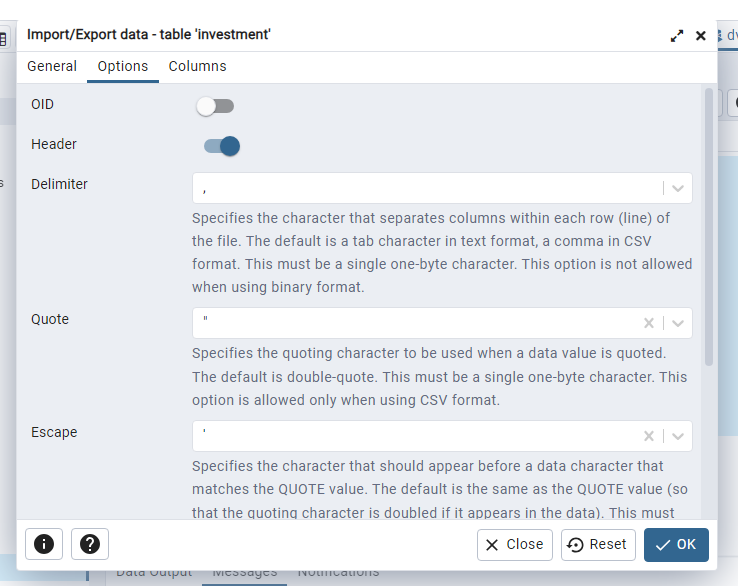 Import/Export data - table 'investment'
General Options Columns
OID
Header
Delimiter
,
Specifies the character that separates columns within each row (line) of
the file. The default is a tab character in text format, a comma in CSV
format. This must be a single one-byte character. This option is not allowed
when using binary format.
Quote
"
Specifies the quoting character to be used when a data value is quoted.
The default is double-quote. This must be a single one-byte character. This
option is allowed only when using CSV format.
Escape
'
Specifies the character that should appear before a data character that
matches the QUOTE value. The default is the same as the QUOTE value (so
that the quoting character is doubled if it appears in the data). This must
Close Reset OK
Data Output Messages Notifications